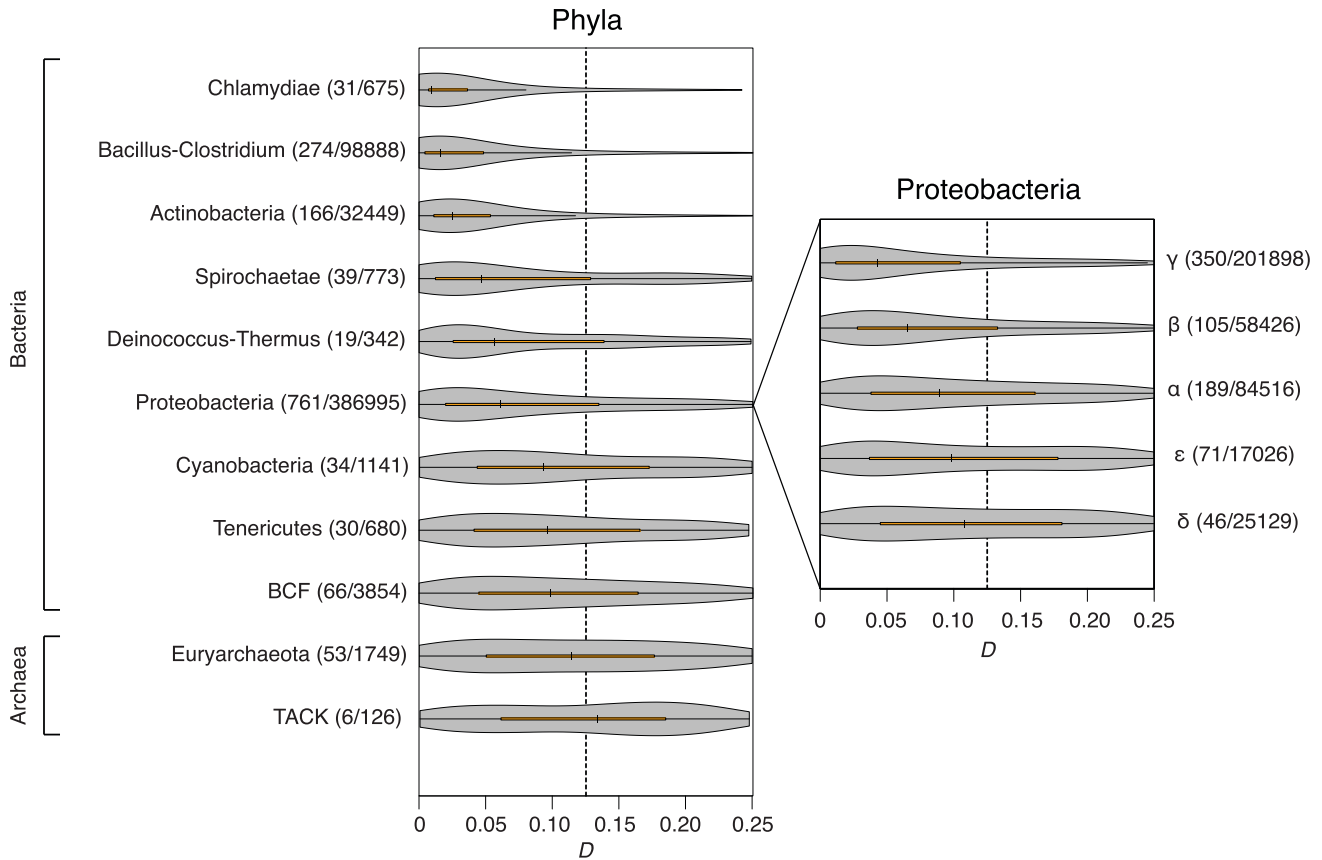 Phyla
Bacteria
Chlamydiae (31/675)
Bacillus-Clostridium (274/98888)
Actinobacteria (166/32449)
Spirochaetae (39/773)
Deinococcus-Thermus (19/342)
Proteobacteria (761/386995)
Cyanobacteria (34/1141)
Tenericutes (30/680)
BCF (66/3854)
Archaea
Euryarchaeota (53/1749)
TACK (6/126)
0 0.05 0.10 0.15 0.20 0.25
D
Proteobacteria
γ (350/201898)
β (105/58426)
α (189/84516)
ε (71/17026)
δ (46/25129)
0 0.05 0.10 0.15 0.20 0.25
D